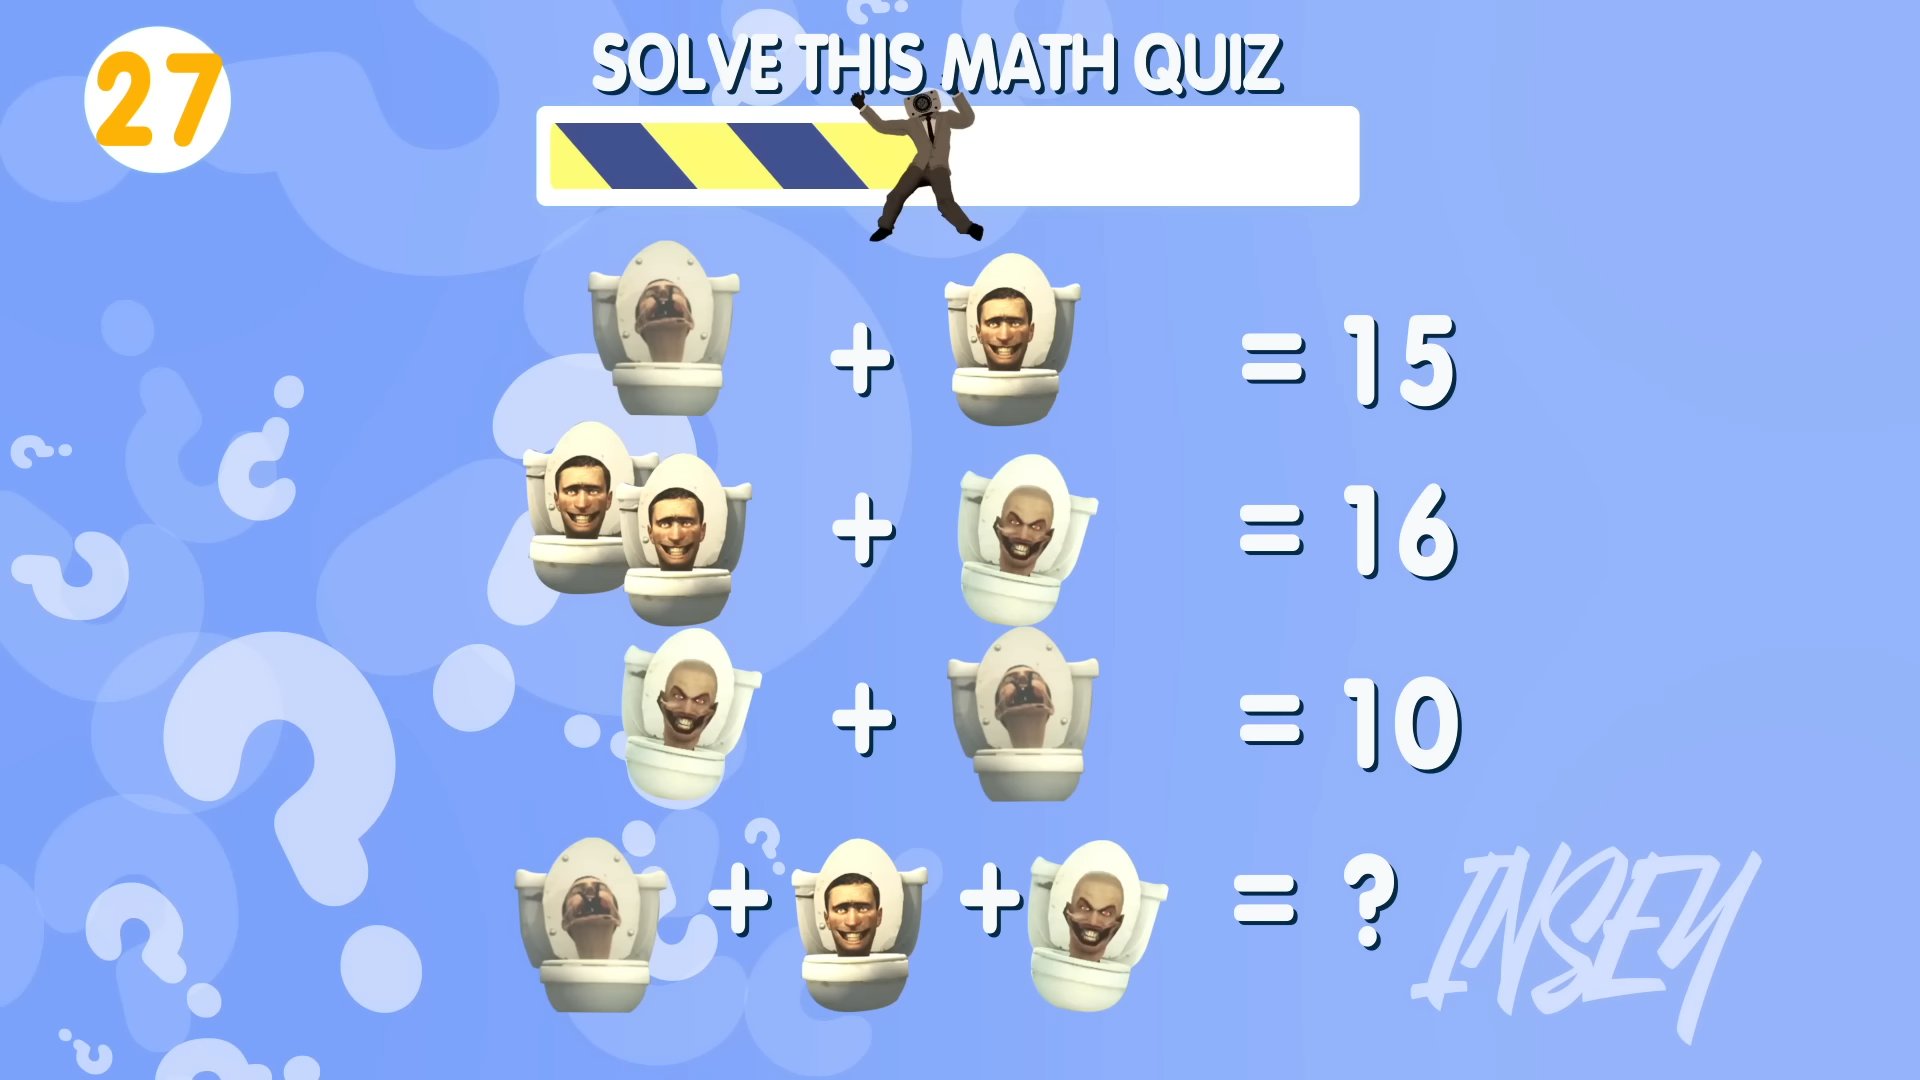 27
SOLVE THIS MATH QUIZ
+ = 15
+ = 16
+ = 10
+ + = ?
INSEY